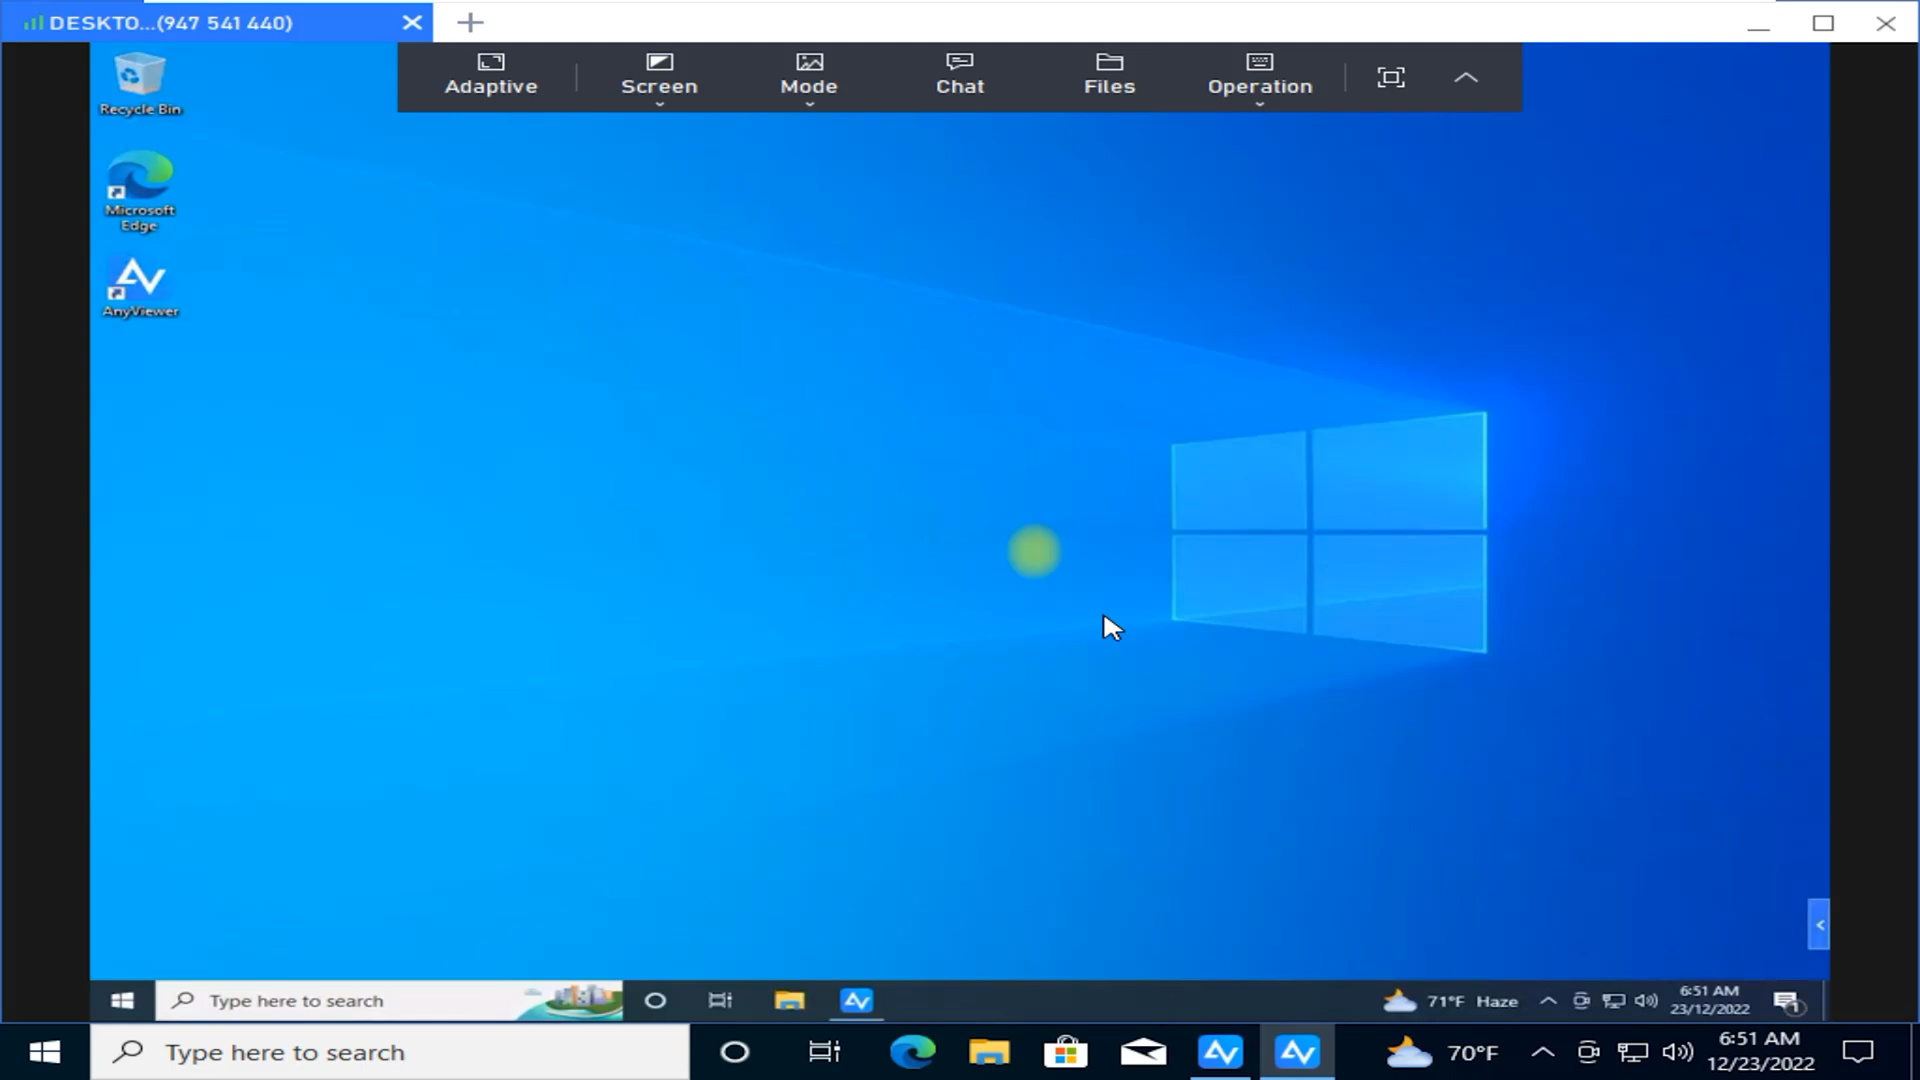 DESKTO...(947 541 440)
Adaptive
Screen
Mode
Chat
Files
Operation
Recycle Bin
Microsoft
Edge
AnyViewer
Type here to search
71°F Haze
6:51 AM
23/12/2022
1
Type here to search
70°F
6:51 AM
12/23/2022